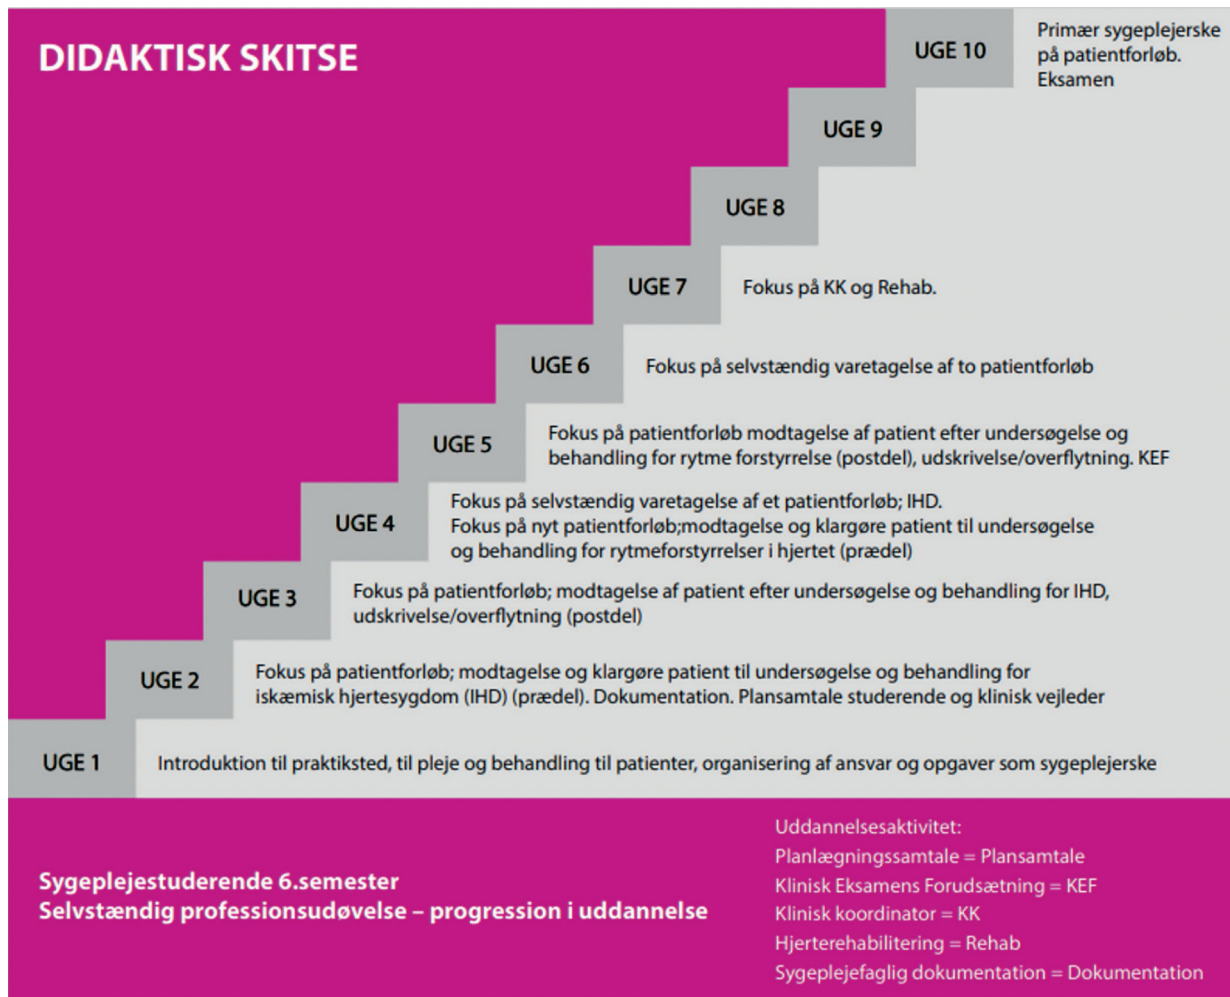 DIDAKTISK SKITSE
UGE 10
Primær sygeplejerske
på patientforløb.
Eksamen
UGE 9
UGE 8
UGE 7
Fokus på KK og Rehab.
UGE 6
Fokus på selvstændig varetagelse af to patientforløb
UGE 5
Fokus på patientforløb modtagelse af patient efter undersøgelse og
behandling for rytme forstyrrelse (postdel), udskrivelse/overflytning. KEF
UGE 4
Fokus på selvstændig varetagelse af et patientforløb; IHD.
Fokus på nyt patientforløb;modtagelse og klargøre patient til undersøgelse
og behandling for rytmeforstyrrelser i hjertet (prædel)
UGE 3
Fokus på patientforløb; modtagelse af patient efter undersøgelse og behandling for IHD,
udskrivelse/overflytning (postdel)
UGE 2
Fokus på patientforløb; modtagelse og klargøre patient til undersøgelse og behandling for
iskæmisk hjertesygdom (IHD) (prædel). Dokumentation. Plansamtale studerende og klinisk vejleder
UGE 1
Introduktion til praktiksted, til pleje og behandling til patienter, organisering af ansvar og opgaver som sygeplejerske
Sygeplejestuderende 6.semester
Selvstændig professionsudøvelse – progression i uddannelse
Uddannelsesaktivitet:
Planlægningssamtale = Plansamtale
Klinisk Eksamens Forudsætning = KEF
Klinisk koordinator = KK
Hjerterehabilitering = Rehab
Sygeplejefaglig dokumentation = Dokumentation